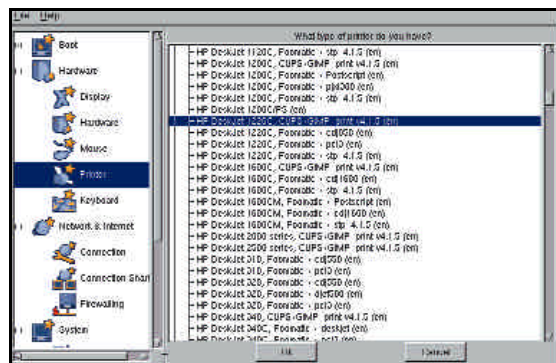 File Help
What type of printer do you have?
Boot
Hardware
Display
Hardware
Mouse
Printer
Keyboard
Network & Internet
Connection
Connection Shar
Firewalling
System
HP DeskJet 1120C, Foomatic + stp 4.1.5 (en)
HP DeskJet 1200C, CUPS+GIMP print v4.1.5 (en)
HP DeskJet 1200C, Foomatic + Postscript (en)
HP DeskJet 1200C, Foomatic + pjxl300 (en)
HP DeskJet 1200C, Foomatic + stp 4.1.5 (en)
HP DeskJet 1200C/PS (en)
HP DeskJet 1220C, CUPS+GIMP print v4.1.5 (en)
HP DeskJet 1220C, Foomatic + cdj850 (en)
HP DeskJet 1220C, Foomatic + pcl3 (en)
HP DeskJet 1220C, Foomatic + stp 4.1.5 (en)
HP DeskJet 1600C, CUPS+GIMP print v4.1.5 (en)
HP DeskJet 1600C, Foomatic + cdj1600 (en)
HP DeskJet 1600C, Foomatic + stp 4.1.5 (en)
HP DeskJet 1600CM, Foomatic + Postscript (en)
HP DeskJet 1600CM, Foomatic + cdj1600 (en)
HP DeskJet 1600CM, Foomatic + stp 4.1.5 (en)
HP DeskJet 2000 series, CUPS+GIMP print v4.1.5 (en)
HP DeskJet 2500 series, CUPS+GIMP print v4.1.5 (en)
HP DeskJet 310, Foomatic + cdj550 (en)
HP DeskJet 310, Foomatic + pcl3 (en)
HP DeskJet 320, Foomatic + cdj550 (en)
HP DeskJet 320, Foomatic + djet500 (en)
HP DeskJet 320, Foomatic + pcl3 (en)
HP DeskJet 340, CUPS+GIMP print v4.1.5 (en)
HP DeskJet 340C, Foomatic + deskjet (en)
HP DeskJet 340C, Foomatic + pcl3 (en)
Ok Cancel